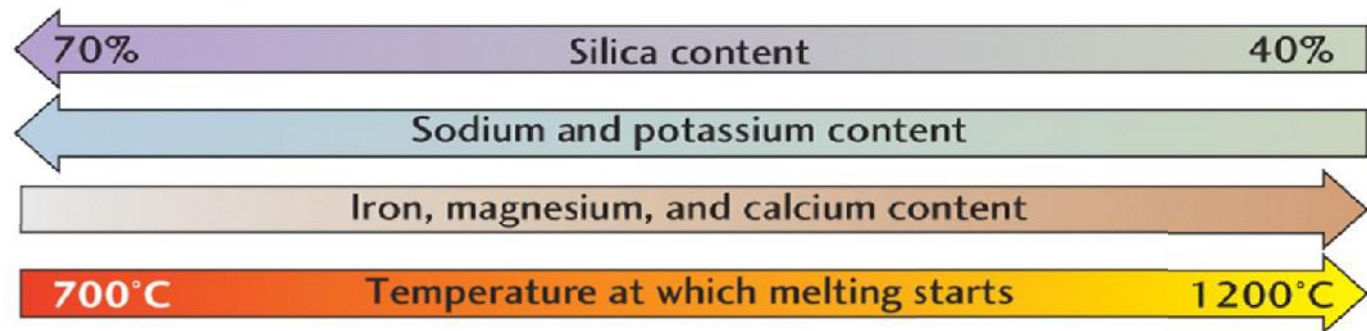 70% Silica content 40%
Sodium and potassium content
Iron, magnesium, and calcium content
700°C Temperature at which melting starts 1200°C